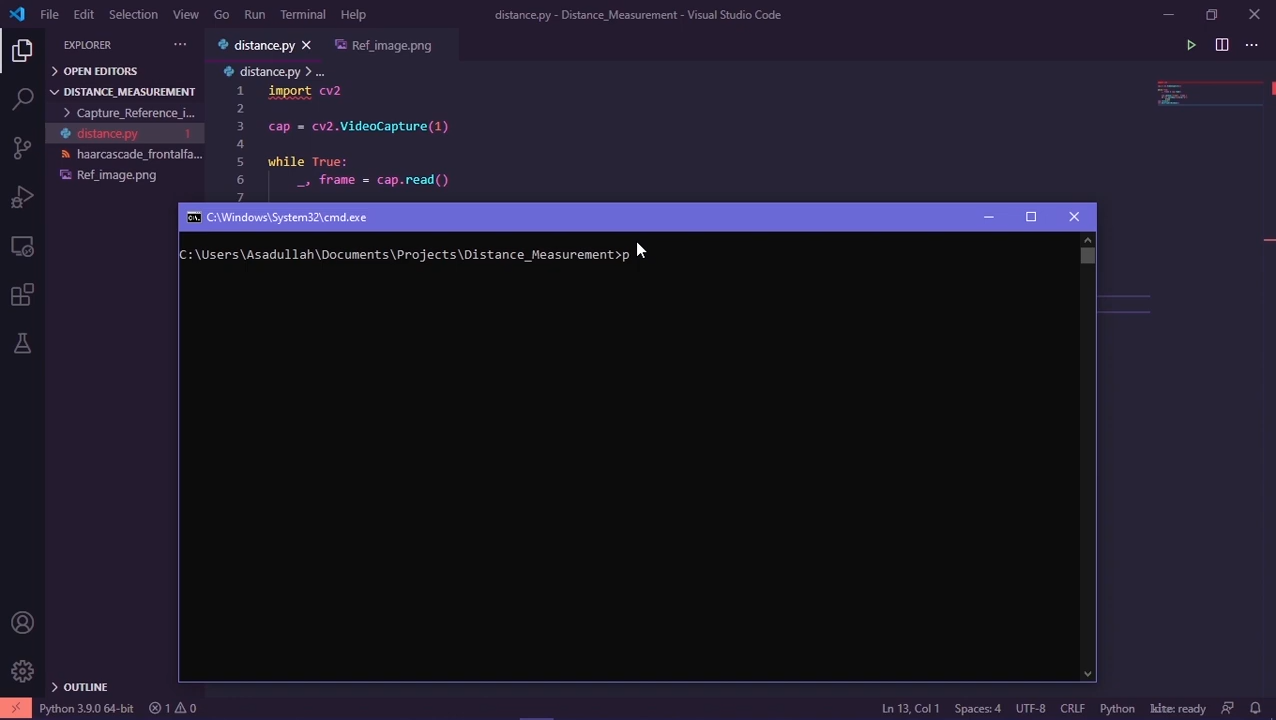 File Edit Selection View Go Run Terminal Help
distance.py - Distance_Measurement - Visual Studio Code
EXPLORER
OPEN EDITORS
DISTANCE_MEASUREMENT
Capture_Reference_i...
distance.py 1
haarcascade_frontalfa...
Ref_image.png
OUTLINE
distance.py Ref_image.png
distance.py > ...
1 import cv2
2
3 cap = cv2.VideoCapture(1)
4
5 while True:
6 _, frame = cap.read()
7
C:\Windows\System32\cmd.exe
C:\Users\Asadullah\Documents\Projects\Distance_Measurement>p
Python 3.9.0 64-bit 1 0 Ln 13, Col 1 Spaces: 4 UTF-8 CRLF Python kite: ready